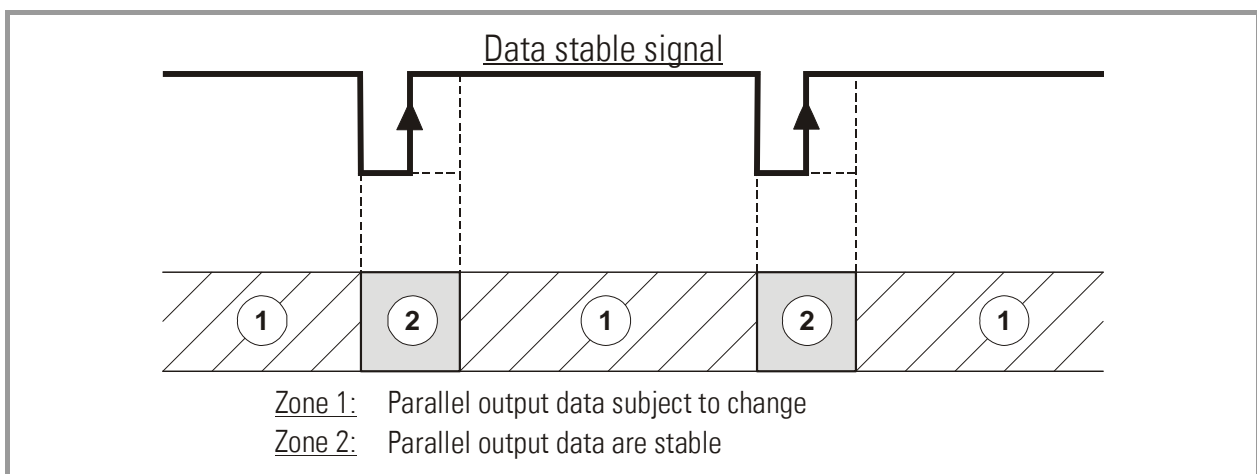 Data stable signal
1 2 1 2 1
Zone 1: Parallel output data subject to change
Zone 2: Parallel output data are stable